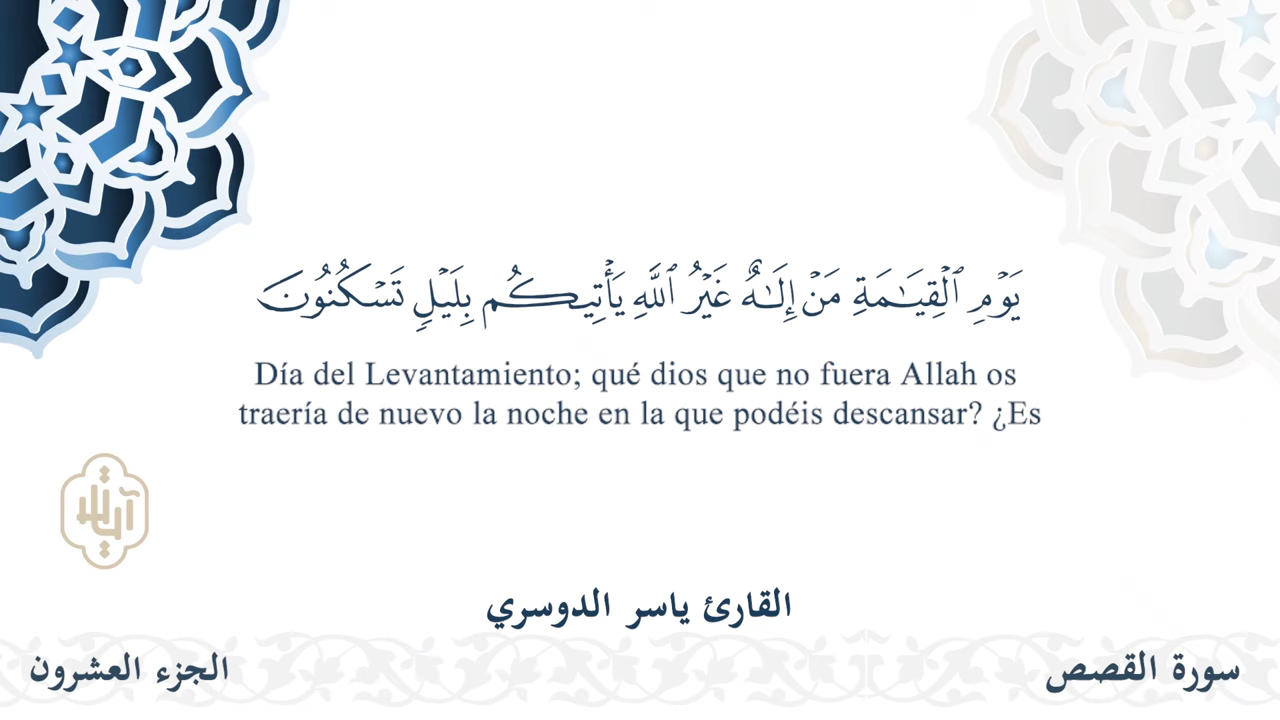 يَوْمِ ٱلْقِيَـٰمَةِ مَنْ إِلَـٰهٌ غَيْرُ ٱللَّهِ يَأْتِيكُم بِلَيْلٍ تَسْكُنُونَ
Día del Levantamiento; qué dios que no fuera Allah os
traería de nuevo la noche en la que podéis descansar? ¿Es
القارئ ياسر الدوسري
سورة القصص
الجزء العشرون